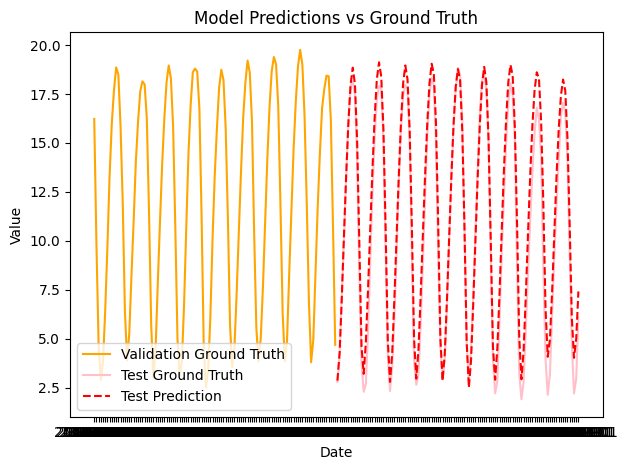 Model Predictions vs Ground Truth
20.0
17.5
15.0
12.5
10.0
7.5
5.0
2.5
Value
Validation Ground Truth
Test Ground Truth
Test Prediction
Date